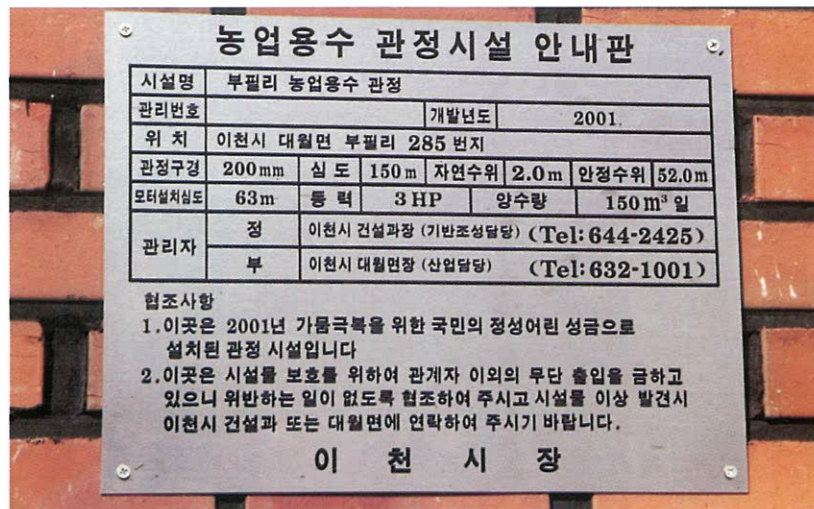 농업용수 관정시설 안내판
시설명 부필리 농업용수 관정
관리번호 개발년도 2001.
위 치 이천시 대월면 부필리 285 번지
관정구경 200mm 심 도 150m 자연수위 2.0m 안정수위 52.0m
모터설치심도 63m 동 력 3HP 양수량 150m³ 일
관리자 정 이천시 건설과장 (기반조성담당) (Tel:644-2425)
부 이천시 대월면장 (산업담당) (Tel:632-1001)
협조사항
1.이곳은 2001년 가뭄극복을 위한 국민의 정성어린 성금으로
설치된 관정 시설입니다
2.이곳은 시설물 보호를 위하여 관계자 이외의 무단 출입을 금하고
있으니 위반하는 일이 없도록 협조하여 주시고 시설물 이상 발견시
이천시 건설과 또는 대월면에 연락하여 주시기 바랍니다.
이 천 시 장